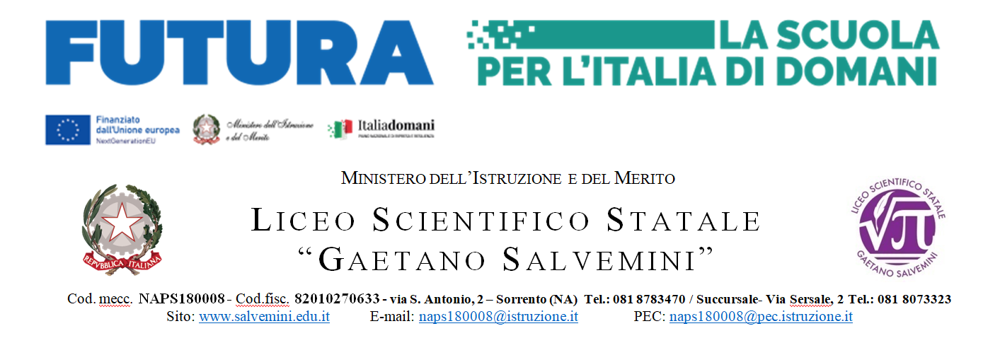 FUTURA
LA SCUOLA
PER L'ITALIA DI DOMANI
Finanziato
dall'Unione europea
NextGenerationEU
Ministero dell'Istruzione
e del Merito
Italiadomani
PIANO NAZIONALE DI RIPRESA E RESILIENZA
MINISTERO DELL'ISTRUZIONE E DEL MERITO
LICEO SCIENTIFICO STATALE
“GAETANO SALVEMINI”
REPVBBLICA ITALIANA
LICEO SCIENTIFICO STATALE
GAETANO SALVEMINI
√π
Cod. mecc. NAPS180008 - Cod.fisc. 82010270633 - via S. Antonio, 2 – Sorrento (NA) Tel.: 081 8783470 / Succursale- Via Sersale, 2 Tel.: 081 8073323
Sito: www.salvemini.edu.it E-mail: naps180008@istruzione.it PEC: naps180008@pec.istruzione.it